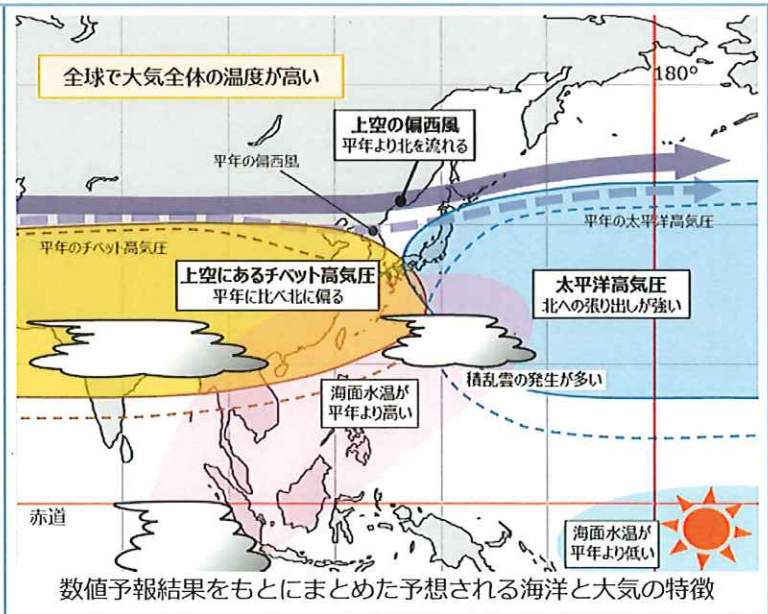 全球で大気全体の温度が高い
180°
上空の偏西風
平年より北を流れる
平年の偏西風
平年のチベット高気圧
平年の太平洋高気圧
上空にあるチベット高気圧
平年に比べ北に偏る
太平洋高気圧
北への張り出しが強い
積乱雲の発生が多い
海面水温が
平年より高い
赤道
海面水温が
平年より低い
数値予報結果をもとにまとめた予想される海洋と大気の特徴